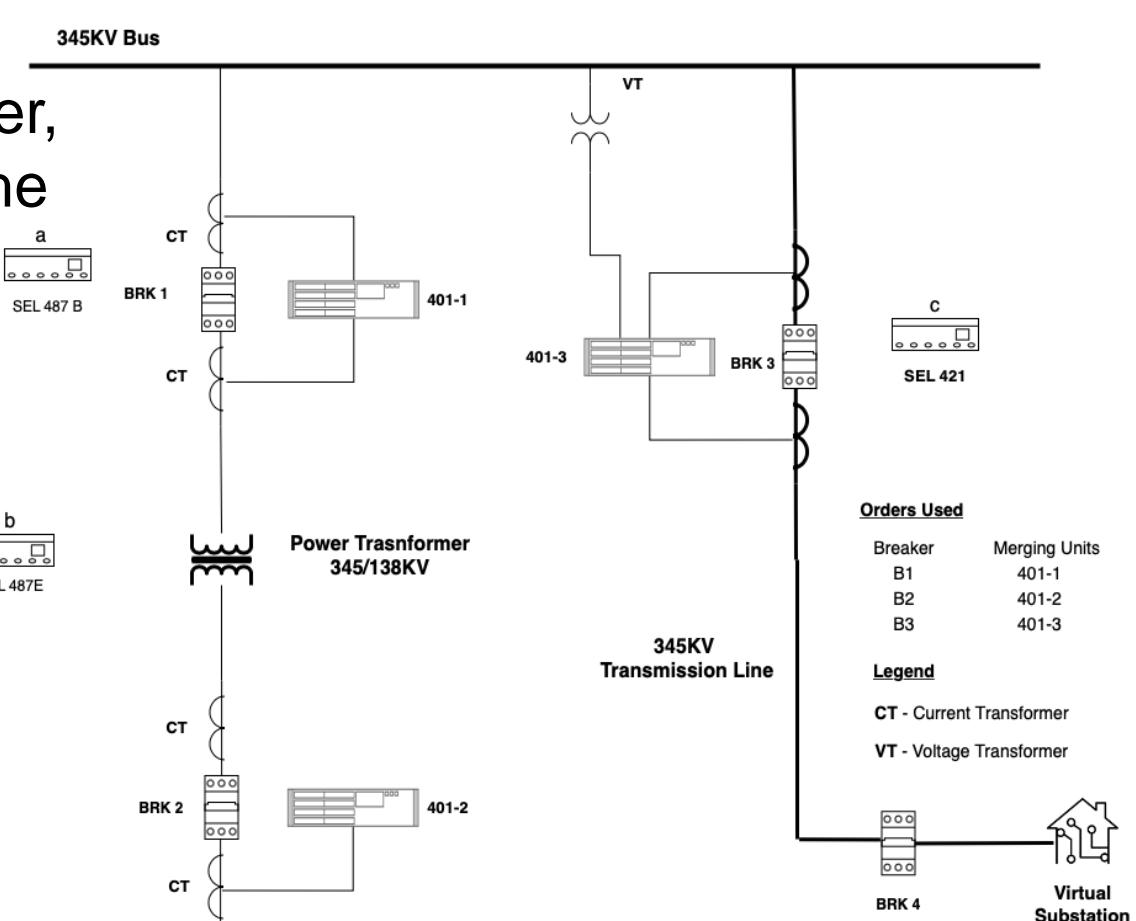 345KV Bus
er,
ne
VT
CT
a
SEL 487 B
BRK 1
401-1
CT
401-3
BRK 3
C
SEL 421
b
L 487E
Power Trasnformer
345/138KV
Orders Used
Breaker Merging Units
B1 401-1
B2 401-2
B3 401-3
345KV
Transmission Line
Legend
CT - Current Transformer
VT - Voltage Transformer
CT
BRK 2
401-2
CT
BRK 4
Virtual
Substation